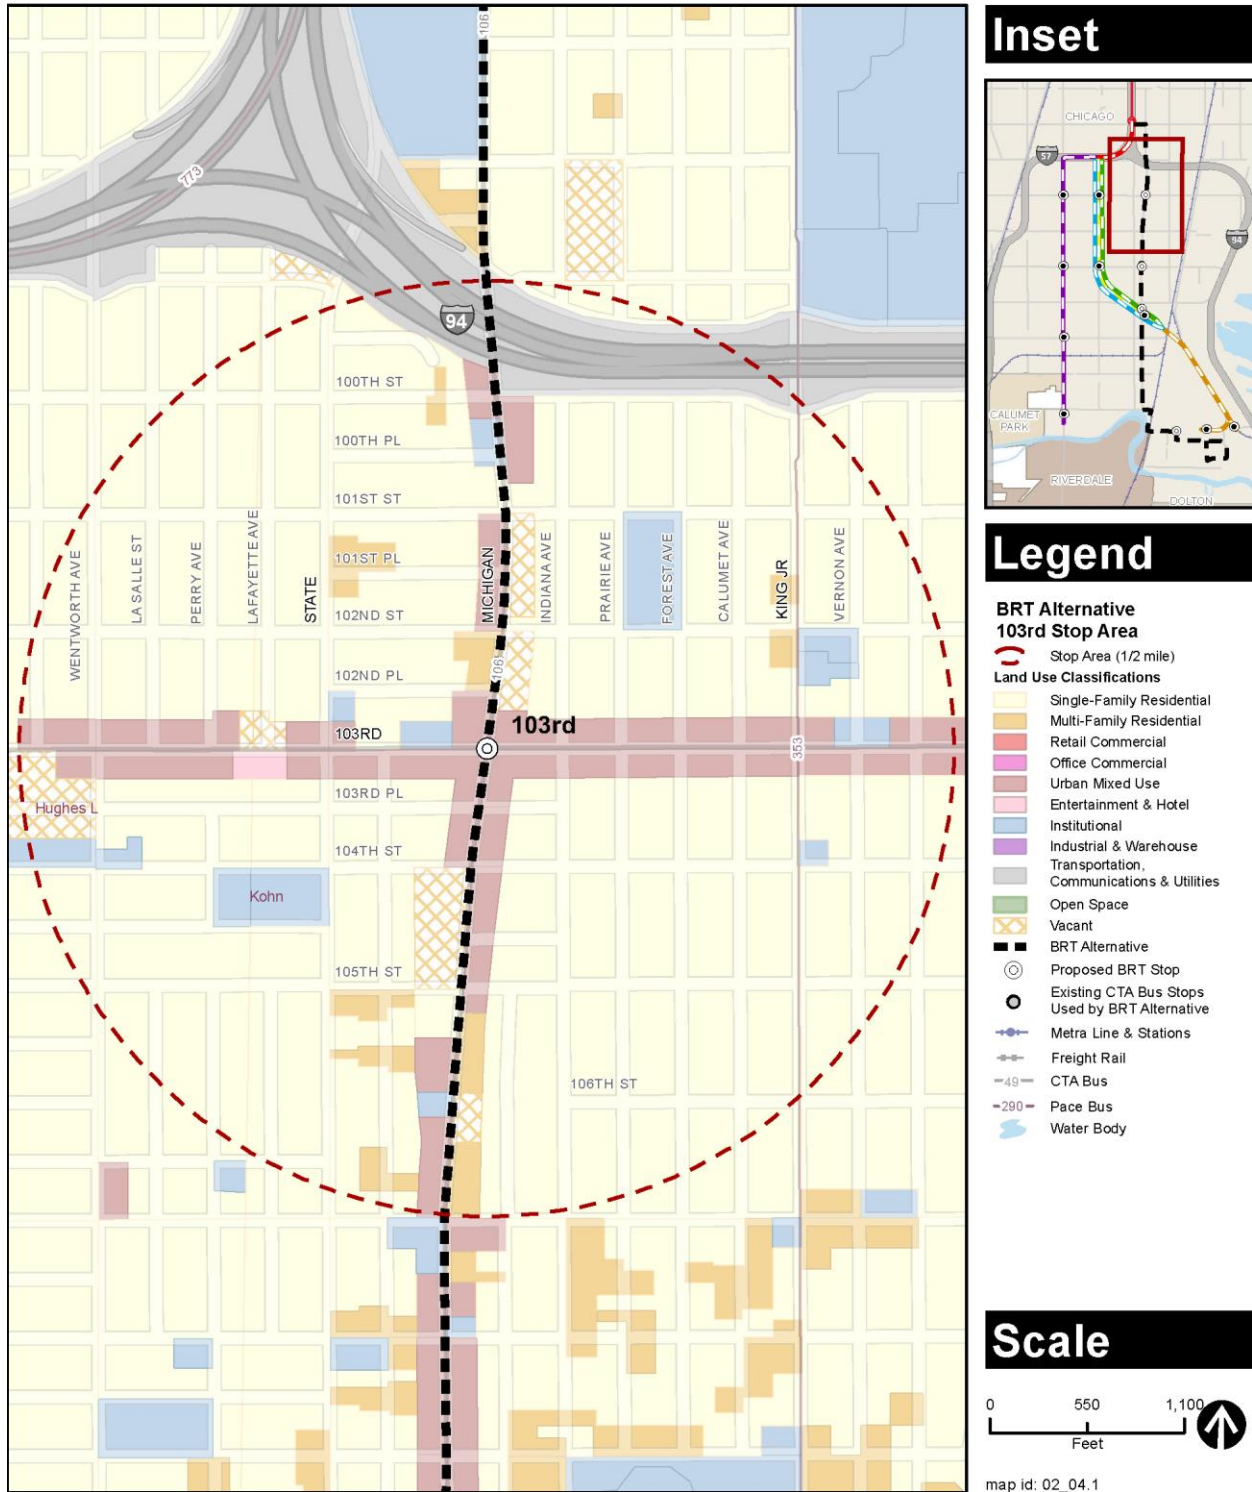 106
773
94
100TH ST
100TH PL
101ST ST
101ST PL
102ND ST
102ND PL
WENTWORTH AVE
LA SALLE ST
PERRY AVE
LAFAYETTE AVE
STATE
MICHIGAN
INDIANA AVE
PRAIRIE AVE
FOREST AVE
CALUMET AVE
KING JR
VERNON AVE
106
103RD
103rd
353
103RD PL
Hughes L
104TH ST
Kohn
105TH ST
106TH ST
Inset
CHICAGO
57
94
CALUMET
PARK
RIVERDALE
DOLTON
Legend
BRT Alternative
103rd Stop Area
Stop Area (1/2 mile)
Land Use Classifications
Single-Family Residential
Multi-Family Residential
Retail Commercial
Office Commercial
Urban Mixed Use
Entertainment & Hotel
Institutional
Industrial & Warehouse
Transportation,
Communications & Utilities
Open Space
Vacant
BRT Alternative
Proposed BRT Stop
Existing CTA Bus Stops
Used by BRT Alternative
Metra Line & Stations
Freight Rail
49 CTA Bus
290 Pace Bus
Water Body
Scale
0 550 1,100
Feet
map id: 02_04.1